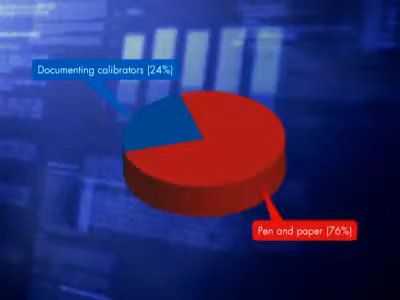 Documenting calibrators (24%)
Pen and paper (76%)